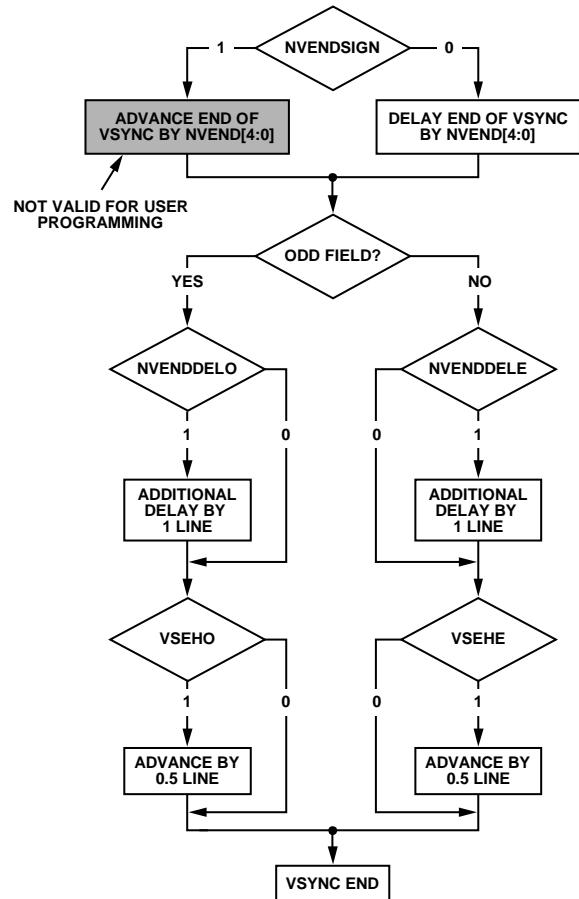 NVENDSIGN
1
0
ADVANCE END OF
VSYNC BY NVEND[4:0]
DELAY END OF VSYNC
BY NVEND[4:0]
NOT VALID FOR USER
PROGRAMMING
ODD FIELD?
YES
NO
NVENDDELO
NVENDDELE
1
0
0
1
ADDITIONAL
DELAY BY
1 LINE
ADDITIONAL
DELAY BY
1 LINE
VSEHO
VSEHE
1
0
0
1
ADVANCE BY
0.5 LINE
ADVANCE BY
0.5 LINE
VSYNC END